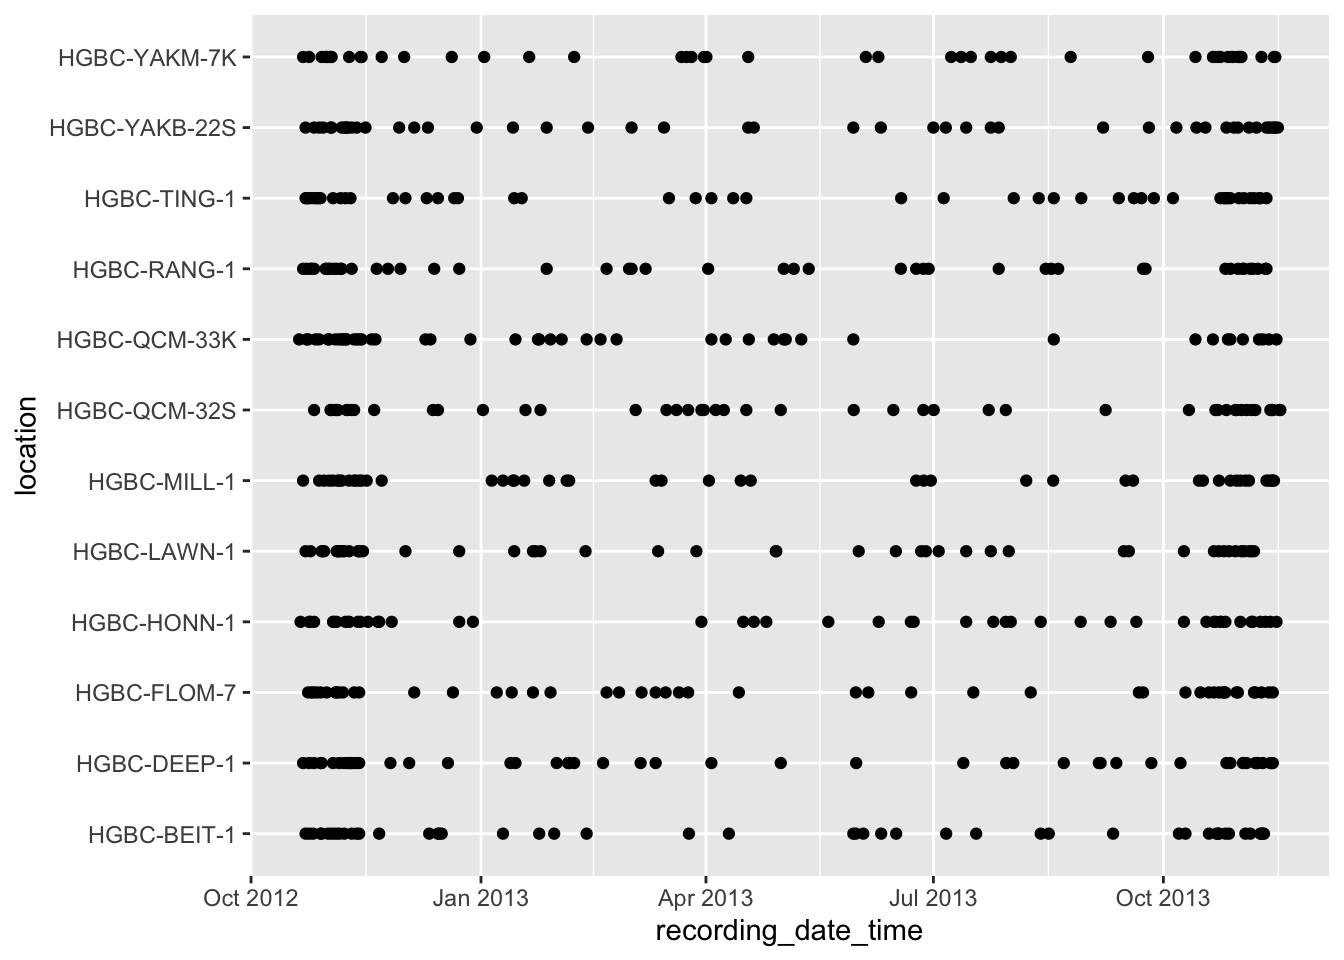 HGBC-YAKM-7K
HGBC-YAKB-22S
HGBC-TING-1
HGBC-RANG-1
HGBC-QCM-33K
HGBC-QCM-32S
HGBC-MILL-1
HGBC-LAWN-1
HGBC-HONN-1
HGBC-FLOM-7
HGBC-DEEP-1
HGBC-BEIT-1
location
Oct 2012 Jan 2013 Apr 2013 Jul 2013 Oct 2013
recording_date_time